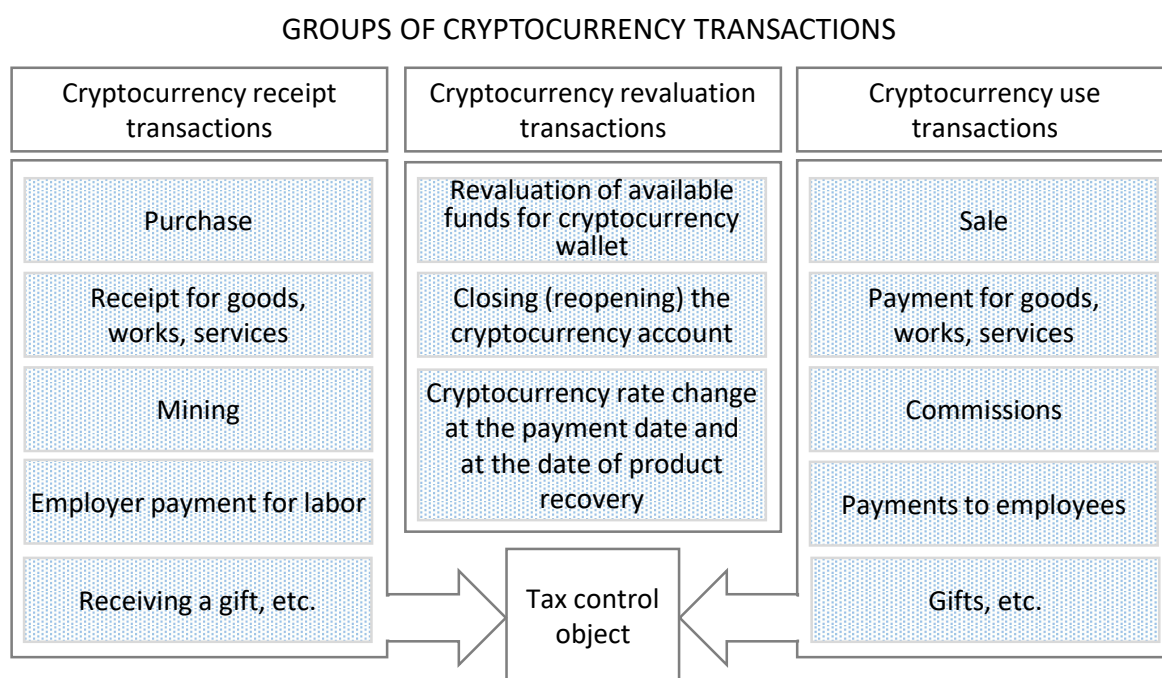 GROUPS OF CRYPTOCURRENCY TRANSACTIONS
Cryptocurrency receipt
transactions
Purchase
Receipt for goods,
works, services
Mining
Employer payment for labor
Receiving a gift, etc.
Cryptocurrency revaluation
transactions
Revaluation of available
funds for cryptocurrency
wallet
Closing (reopening) the
cryptocurrency account
Cryptocurrency rate change
at the payment date and
at the date of product
recovery
Cryptocurrency use
transactions
Sale
Payment for goods,
works, services
Commissions
Payments to employees
Gifts, etc.
Tax control
object